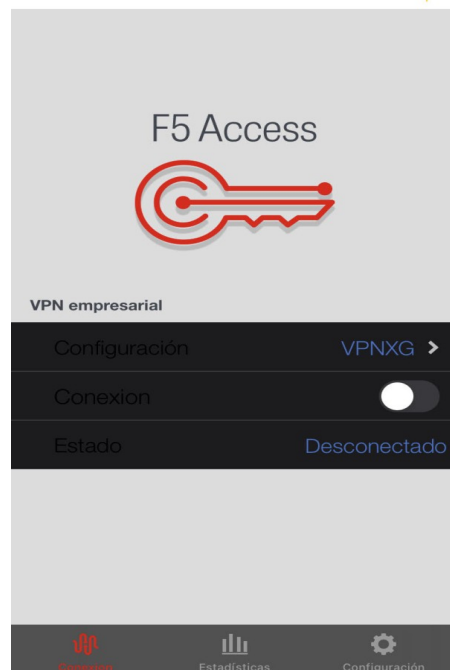 F5 Access
VPN empresarial
Configuración VPNXG
Conexion
Estado Desconectado
Estadísticas
Configuración